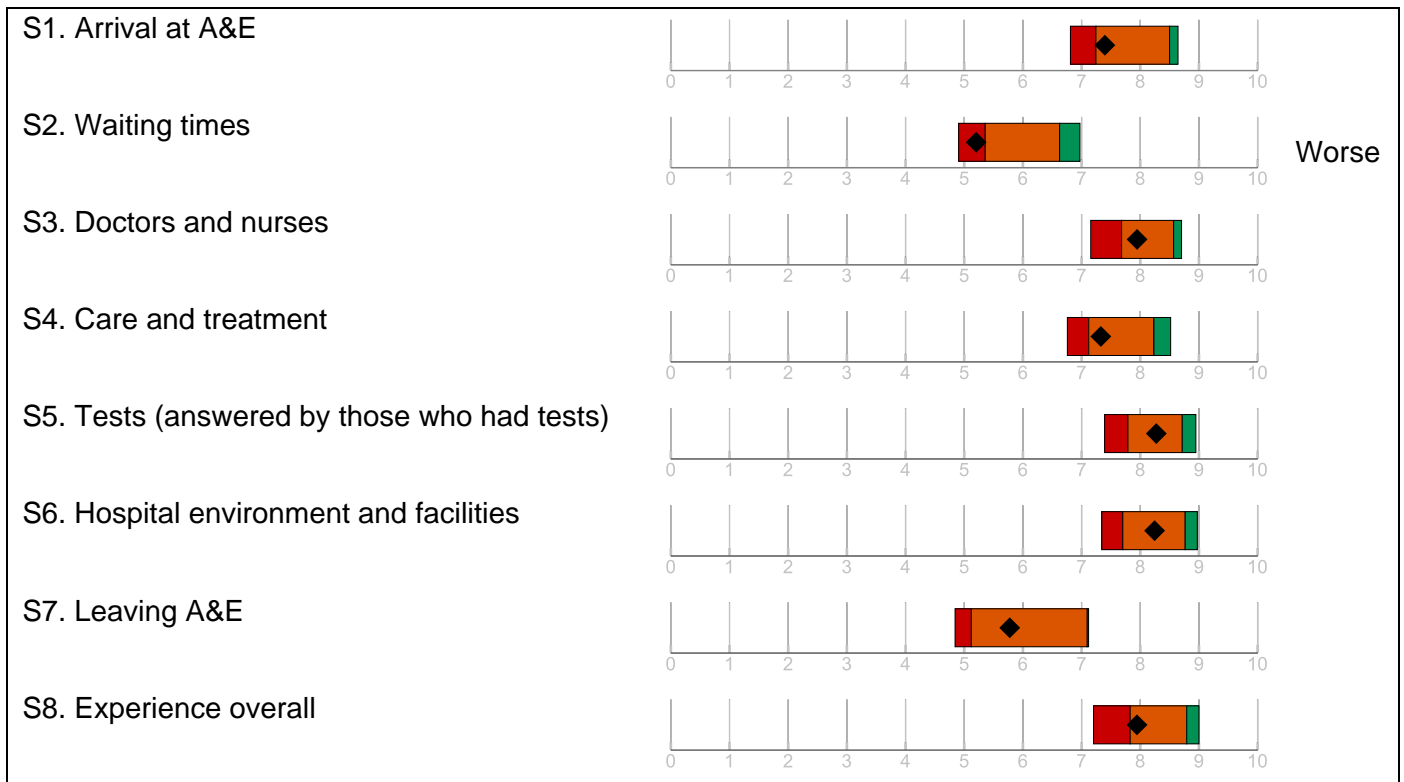 S1. Arrival at A&E
0 1 2 3 4 5 6 7 8 9 10
S2. Waiting times
Worse
0 1 2 3 4 5 6 7 8 9 10
S3. Doctors and nurses
0 1 2 3 4 5 6 7 8 9 10
S4. Care and treatment
0 1 2 3 4 5 6 7 8 9 10
S5. Tests (answered by those who had tests)
0 1 2 3 4 5 6 7 8 9 10
S6. Hospital environment and facilities
0 1 2 3 4 5 6 7 8 9 10
S7. Leaving A&E
0 1 2 3 4 5 6 7 8 9 10
S8. Experience overall
0 1 2 3 4 5 6 7 8 9 10